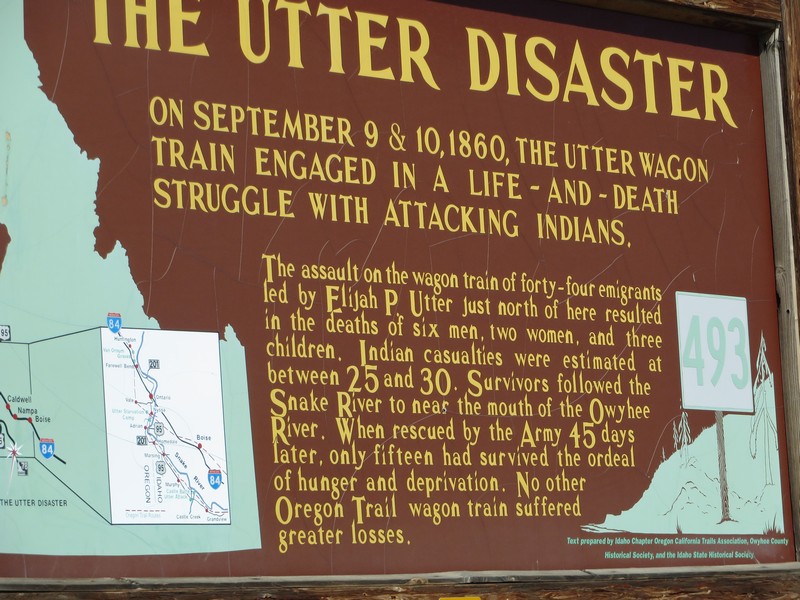 THE UTTER DISASTER
ON SEPTEMBER 9 & 10, 1860, THE UTTER WAGON
TRAIN ENGAGED IN A LIFE - AND - DEATH
STRUGGLE WITH ATTACKING INDIANS.
The assault on the wagon train of forty-four emigrants
led by Elijah P. Utter just north of here resulted
in the deaths of six men, two women, and three
children. Indian casualties were estimated at
between 25 and 30. Survivors followed the
Snake River to near the mouth of the Owyhee
River. When rescued by the Army 45 days
later, only fifteen had survived the ordeal
of hunger and deprivation. No other
Oregon Trail wagon train suffered
greater losses.
493
Text prepared by Idaho Chapter Oregon California Trails Association, Owyhee County
Historical Society, and the Idaho State Historical Society
95
Caldwell
Nampa
Boise
84
THE UTTER DISASTER
84
Huntington
Farewell Bend
201
Ontario
95
201
Boise
Snake River
84
95
OREGON
IDAHO
Murphy
Castle Creek
Grandview